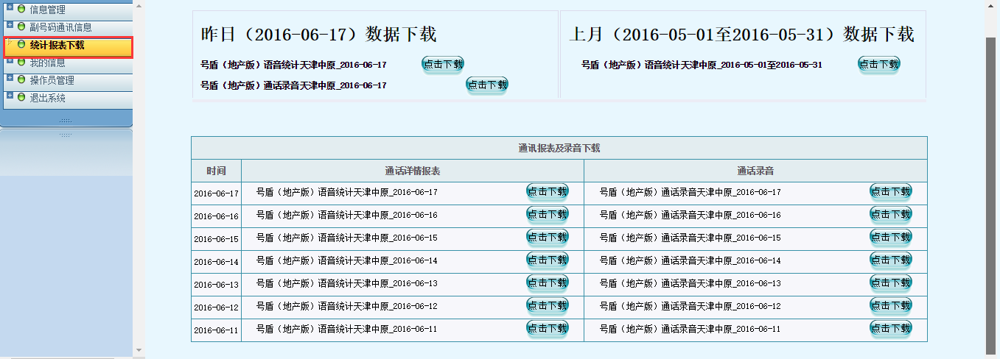 信息管理
副号码通讯信息
统计报表下载
我的信息
操作员管理
退出系统
昨日（2016-06-17）数据下载
号盾（地产版）语音统计天津中原_2016-06-17 点击下载
号盾（地产版）通话录音天津中原_2016-06-17 点击下载
上月（2016-05-01至2016-05-31）数据下载
号盾（地产版）语音统计天津中原_2016-05-01至2016-05-31 点击下载
通讯报表及录音下载
时间 通话详情报表 通话录音
2016-06-17 号盾（地产版）语音统计天津中原_2016-06-17 点击下载 号盾（地产版）通话录音天津中原_2016-06-17 点击下载
2016-06-16 号盾（地产版）语音统计天津中原_2016-06-16 点击下载 号盾（地产版）通话录音天津中原_2016-06-16 点击下载
2016-06-15 号盾（地产版）语音统计天津中原_2016-06-15 点击下载 号盾（地产版）通话录音天津中原_2016-06-15 点击下载
2016-06-14 号盾（地产版）语音统计天津中原_2016-06-14 点击下载 号盾（地产版）通话录音天津中原_2016-06-14 点击下载
2016-06-13 号盾（地产版）语音统计天津中原_2016-06-13 点击下载 号盾（地产版）通话录音天津中原_2016-06-13 点击下载
2016-06-12 号盾（地产版）语音统计天津中原_2016-06-12 点击下载 号盾（地产版）通话录音天津中原_2016-06-12 点击下载
2016-06-11 号盾（地产版）语音统计天津中原_2016-06-11 点击下载 号盾（地产版）通话录音天津中原_2016-06-11 点击下载